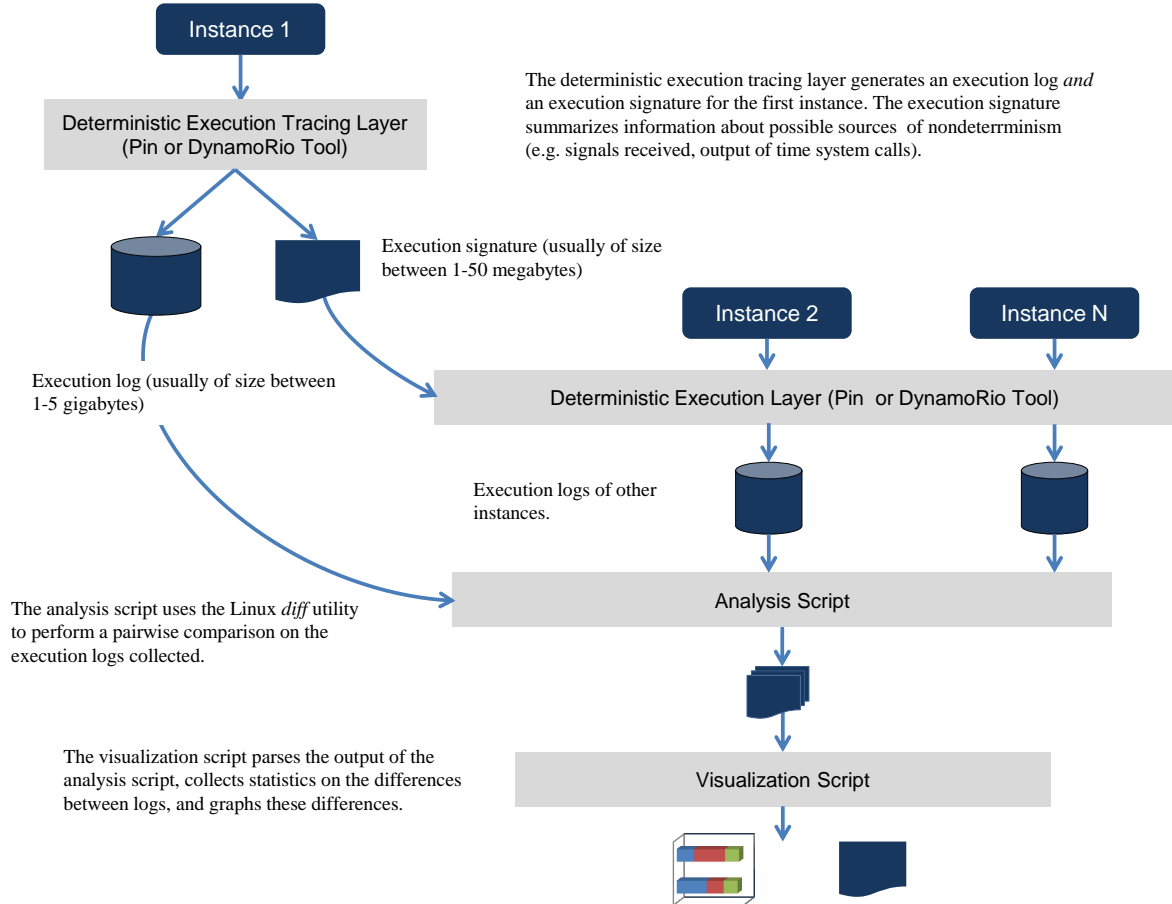 Instance 1
The deterministic execution tracing layer generates an execution log and
an execution signature for the first instance. The execution signature
summarizes information about possible sources of nondeterrminism
(e.g. signals received, output of time system calls).
Deterministic Execution Tracing Layer
(Pin or DynamoRio Tool)
Execution signature (usually of size
between 1-50 megabytes)
Instance 2
Instance N
Execution log (usually of size between
1-5 gigabytes)
Deterministic Execution Layer (Pin or DynamoRio Tool)
Execution logs of other
instances.
The analysis script uses the Linux diff utility
to perform a pairwise comparison on the
execution logs collected.
Analysis Script
The visualization script parses the output of the
analysis script, collects statistics on the differences
between logs, and graphs these differences.
Visualization Script